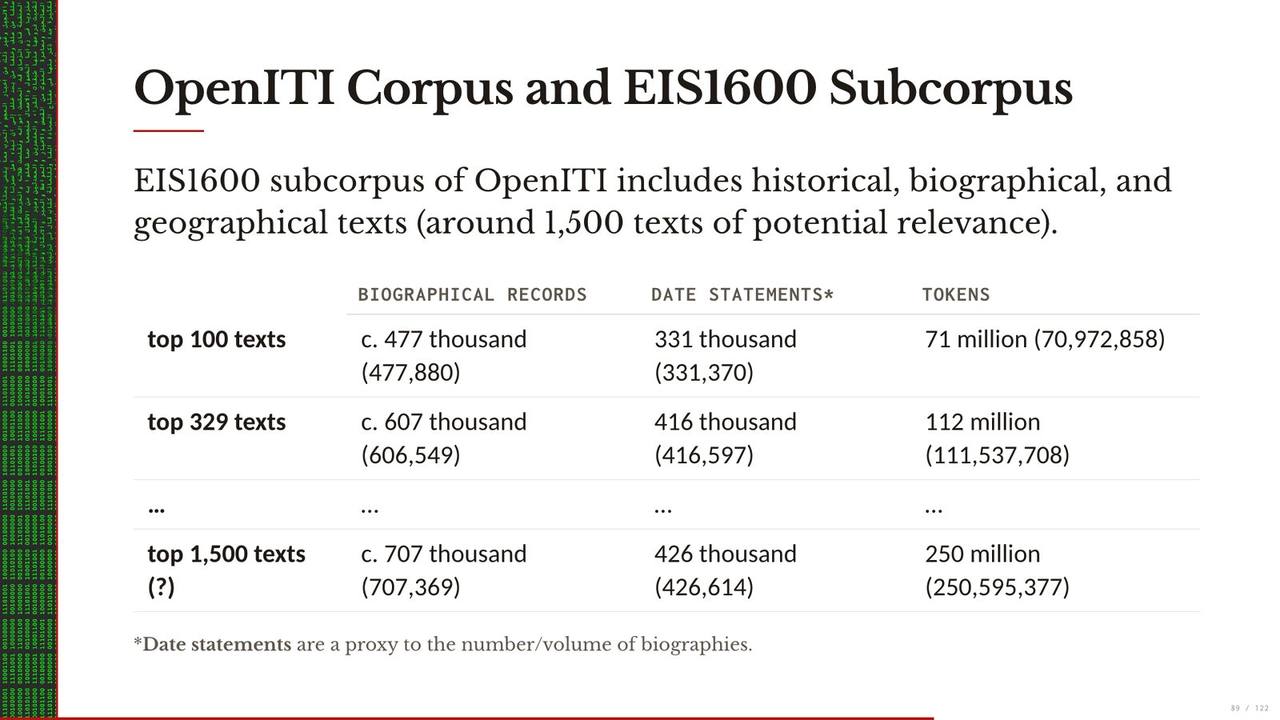 OpenITI Corpus and EIS1600 Subcorpus
EIS1600 subcorpus of OpenITI includes historical, biographical, and
geographical texts (around 1,500 texts of potential relevance).
BIOGRAPHICAL RECORDS DATE STATEMENTS* TOKENS
top 100 texts c. 477 thousand 331 thousand 71 million (70,972,858)
(477,880) (331,370)
top 329 texts c. 607 thousand 416 thousand 112 million
(606,549) (416,597) (111,537,708)
... ... ... ...
top 1,500 texts c. 707 thousand 426 thousand 250 million
(?) (707,369) (426,614) (250,595,377)
*Date statements are a proxy to the number/volume of biographies.
89 / 122